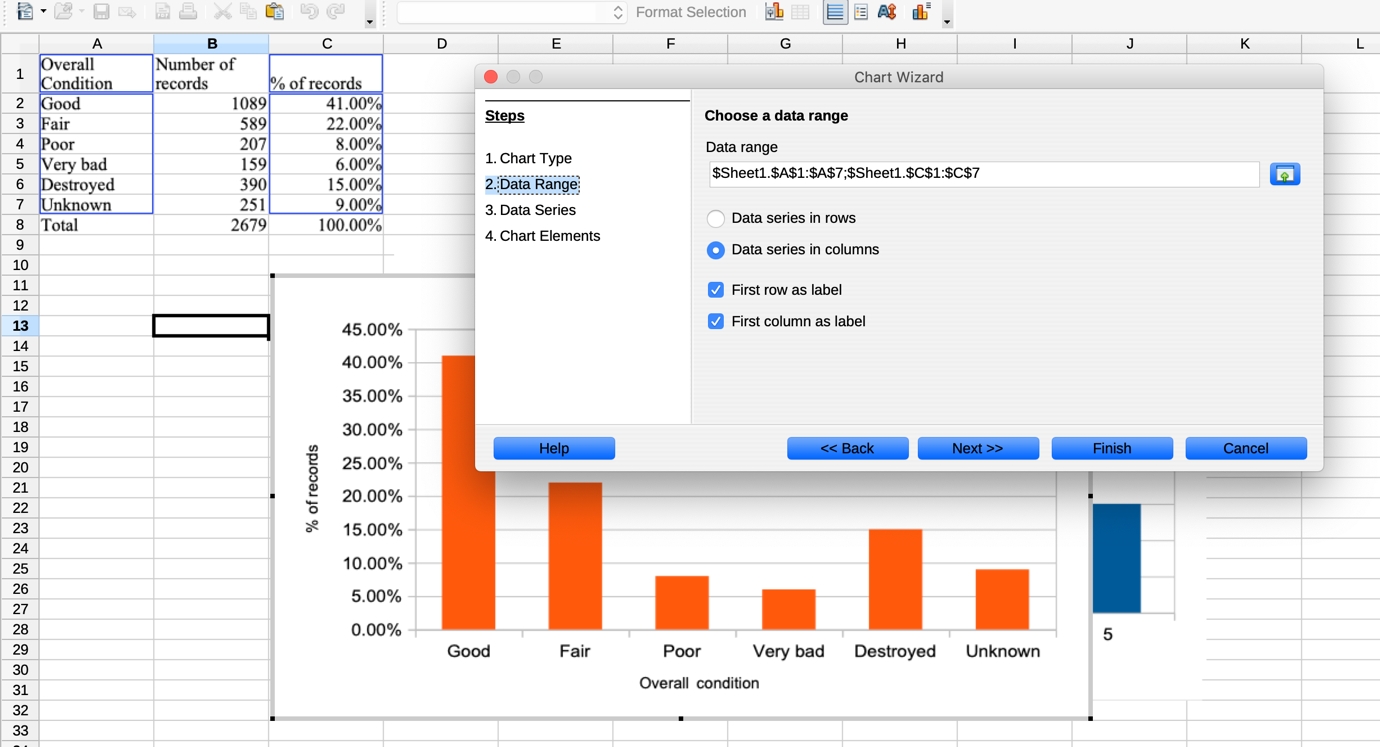 Format Selection
A B C D E F G H I J K L
1 Overall Condition Number of records % of records
2 Good 1089 41.00%
3 Fair 589 22.00%
4 Poor 207 8.00%
5 Very bad 159 6.00%
6 Destroyed 390 15.00%
7 Unknown 251 9.00%
8 Total 2679 100.00%
9
10
11
12
13
14
15
16
17
18
19
20
21
22
23
24
25
26
27
28
29
30
31
32
33
Chart Wizard
Steps
1. Chart Type
2. Data Range
3. Data Series
4. Chart Elements
Choose a data range
Data range
$Sheet1.$A$1:$A$7;$Sheet1.$C$1:$C$7
Data series in rows
Data series in columns
First row as label
First column as label
Help << Back Next >> Finish Cancel
45.00%
40.00%
35.00%
30.00%
25.00%
20.00%
15.00%
10.00%
5.00%
0.00%
% of records
Good Fair Poor Very bad Destroyed Unknown
Overall condition
5